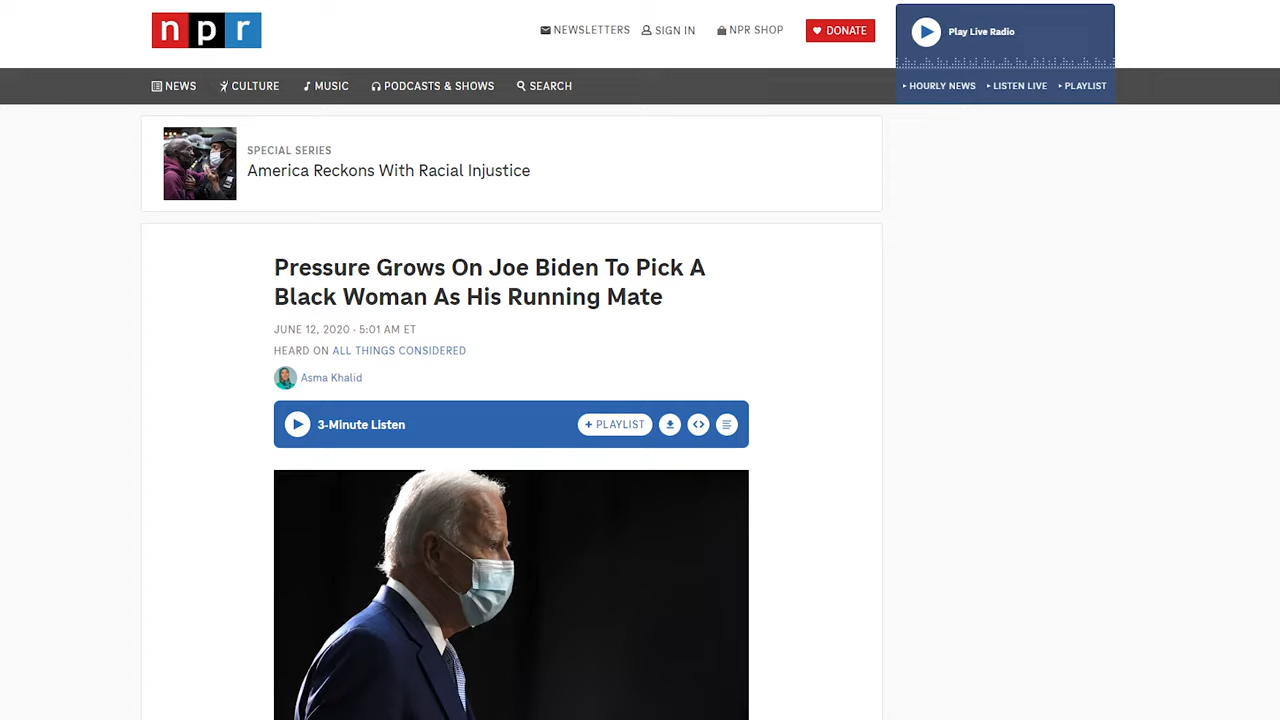 npr
NEWSLETTERS
SIGN IN
NPR SHOP
DONATE
Play Live Radio
NEWS
CULTURE
MUSIC
PODCASTS & SHOWS
SEARCH
HOURLY NEWS
LISTEN LIVE
PLAYLIST
SPECIAL SERIES
America Reckons With Racial Injustice
Pressure Grows On Joe Biden To Pick A
Black Woman As His Running Mate
JUNE 12, 2020 · 5:01 AM ET
HEARD ON ALL THINGS CONSIDERED
Asma Khalid
3-Minute Listen
+ PLAYLIST